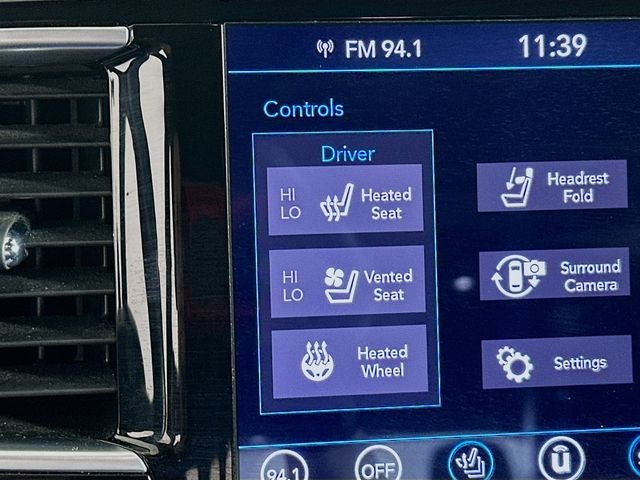 FM 94.1 11:39
Controls
Driver
HI
LO
Heated
Seat
HI
LO
Vented
Seat
Heated
Wheel
Headrest
Fold
Surround
Camera
Settings
94.1 OFF u